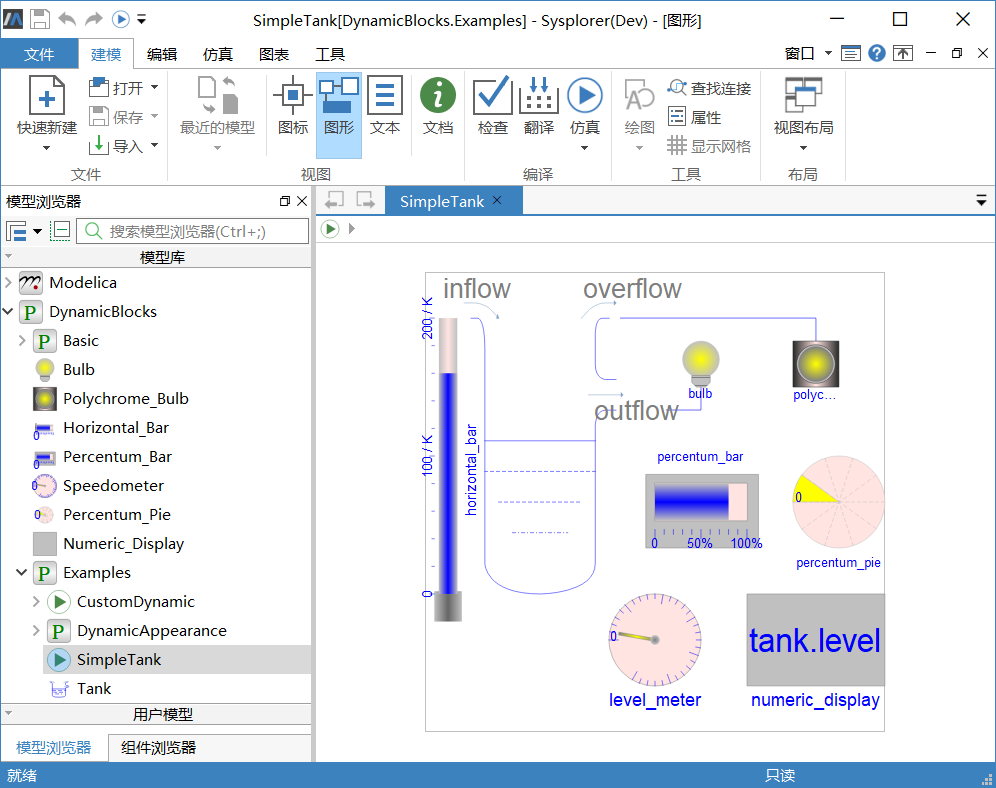 SimpleTank[DynamicBlocks.Examples] - Sysplorer(Dev) - [图形]
文件 建模 编辑 仿真 图表 工具 窗口
快速新建 打开 保存 导入 最近的模型 图标 图形 文本 文档 检查 翻译 仿真 绘图 查找连接 属性 显示网格 视图布局
文件 视图 编译 工具 布局
模型浏览器
SimpleTank
搜索模型浏览器(Ctrl+;)
模型库
Modelica
DynamicBlocks
Basic
Bulb
Polychrome_Bulb
Horizontal_Bar
Percentum_Bar
Speedometer
Percentum_Pie
Numeric_Display
Examples
CustomDynamic
DynamicAppearance
SimpleTank
Tank
用户模型
模型浏览器 组件浏览器
inflow overflow
200 / K
100 / K
0
horizontal_bar
bulb
polyc...
outflow
percentum_bar
0 50% 100%
0
percentum_pie
0
level_meter
tank.level
numeric_display
就绪 只读